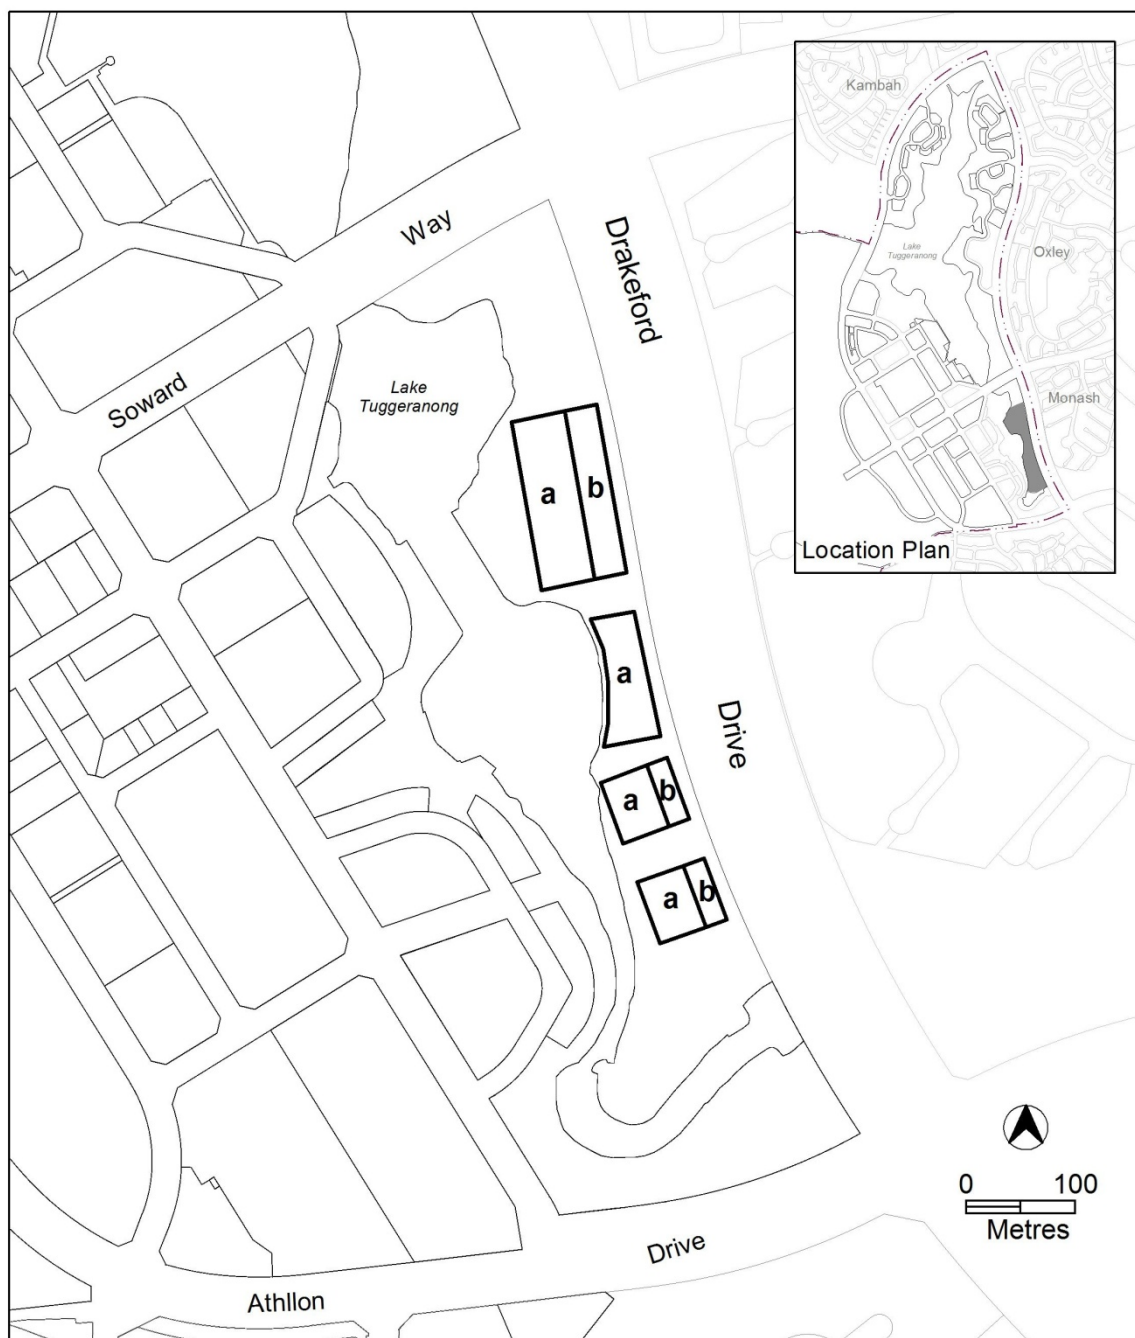 Kambah
Lake
Tuggeranong
Oxley
Monash
Location Plan
Way
Drakeford
Soward
Lake
Tuggeranong
a
b
a
a
b
a
b
Drive
0 100
Metres
Drive
Athllon